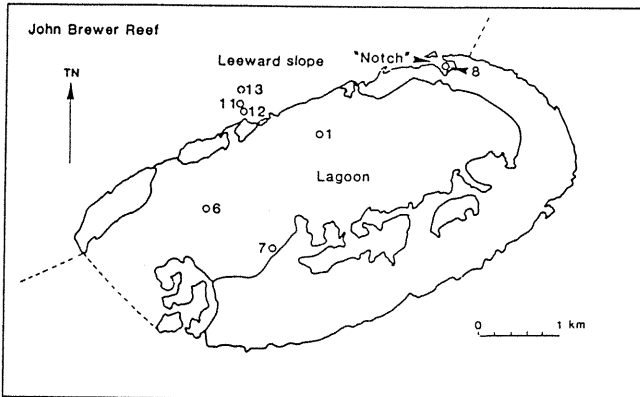 John Brewer Reef
Leeward slope
"Notch"
8
TN
13
11
12
1
Lagoon
6
7
0 1 km